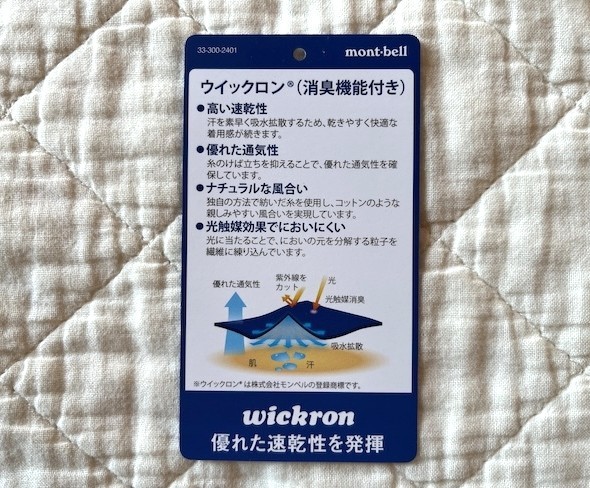 33-300-2401
mont-bell
ウイックロン®（消臭機能付き）
●高い速乾性
汗を素早く吸水拡散するため、乾きやすく快適な
着用感が続きます。
●優れた通気性
糸のけば立ちを抑えることで、優れた通気性を確
保しています。
●ナチュラルな風合い
独自の方法で紡いだ糸を使用し、コットンのような
親しみやすい風合いを実現しています。
●光触媒効果でにおいにくい
光に当たることで、においの元を分解する粒子を
繊維に練り込んでいます。
優れた通気性
紫外線を
カット
光
光触媒消臭
吸水拡散
肌
汗
※ウイックロン®は株式会社モンベルの登録商標です。
wickron
優れた速乾性を発揮